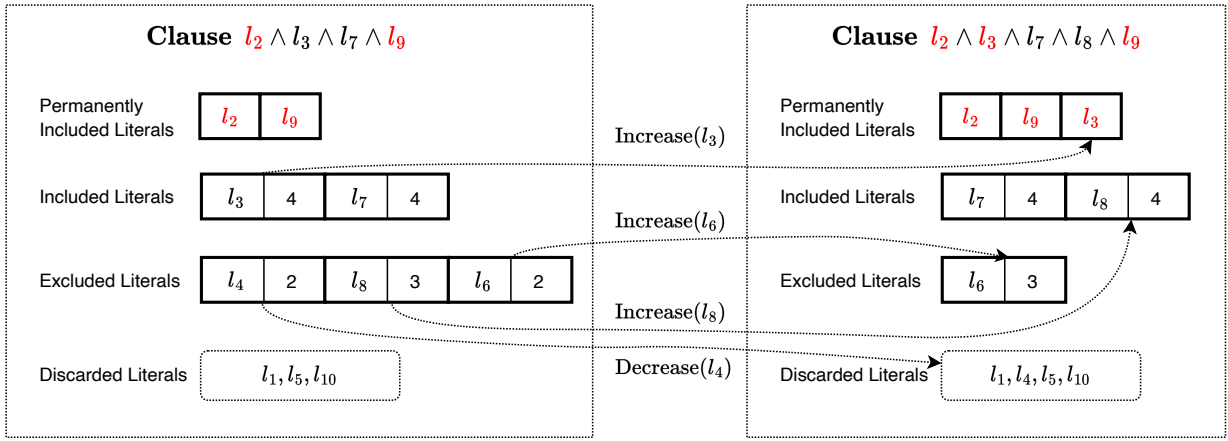 Clause l₂ ∧ l₃ ∧ l₇ ∧ l₉
Permanently
Included Literals
l₂ l₉
Included Literals
l₃ 4 l₇ 4
Excluded Literals
l₄ 2 l₈ 3 l₆ 2
Discarded Literals
l₁, l₅, l₁₀
Increase(l₃)
Increase(l₆)
Increase(l₈)
Decrease(l₄)
Clause l₂ ∧ l₃ ∧ l₇ ∧ l₈ ∧ l₉
Permanently
Included Literals
l₂ l₉ l₃
Included Literals
l₇ 4 l₈ 4
Excluded Literals
l₆ 3
Discarded Literals
l₁, l₄, l₅, l₁₀